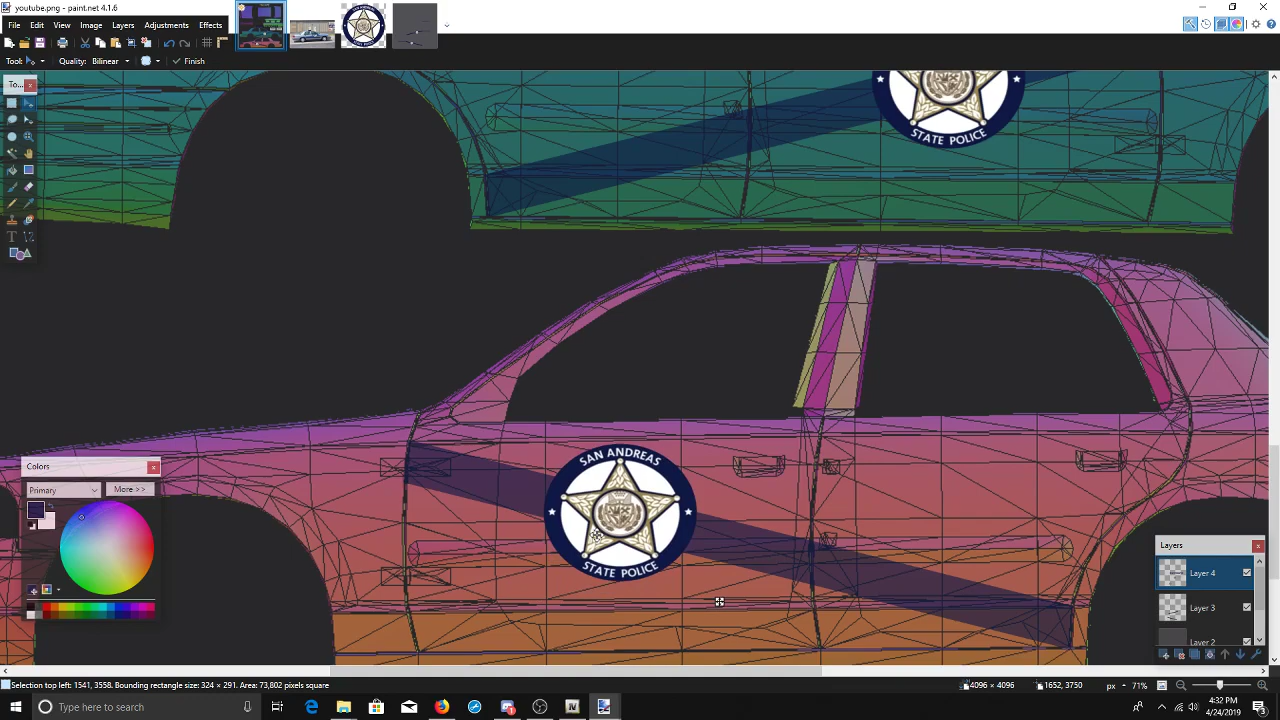 youtube.png - paint.net 4.1.6
File Edit View Image Layers Adjustments Effects
Tool: Quality: Bilinear Finish
To...
STATE POLICE
SAN ANDREAS
STATE POLICE
Colors
Primary More >>
Layers
Layer 4
Layer 3
Layer 2
Selection top left: 1541, 3558. Bounding rectangle size: 324 × 291. Area: 73,802 pixels square
4096 × 4096 1652, 3750 px 71%
Type here to search
4:32 PM
4/24/2019